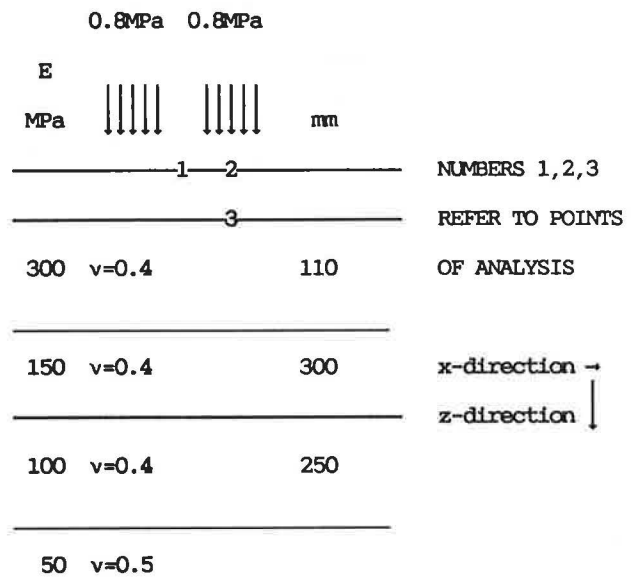 0.8MPa 0.8MPa
E
MPa mm
1 2 NUMBERS 1,2,3
3 REFER TO POINTS
300 v=0.4 110 OF ANALYSIS
150 v=0.4 300 x-direction →
z-direction ↓
100 v=0.4 250
50 v=0.5